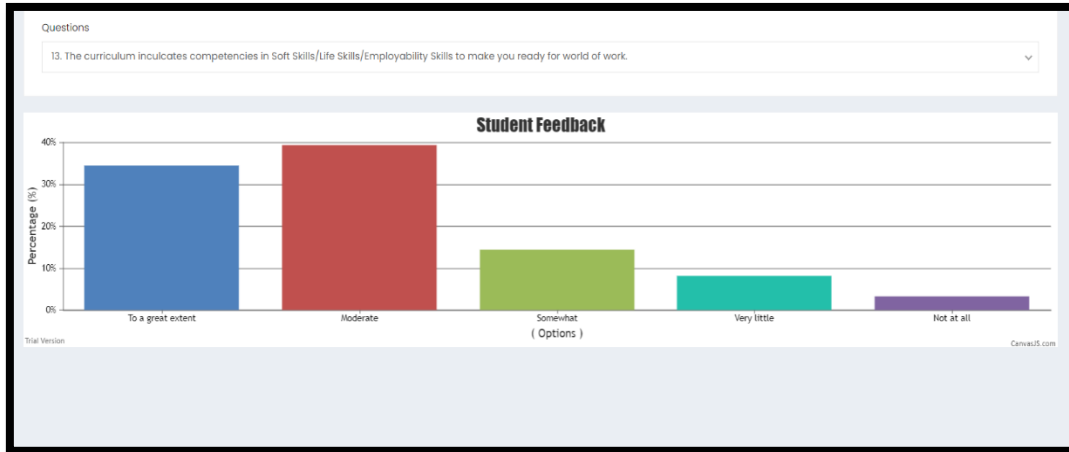 Questions
13. The curriculum inculcates competencies in Soft Skills/Life Skills/Employability Skills to make you ready for world of work.
Student Feedback
Percentage (%)
40%
30%
20%
10%
0%
To a great extent Moderate Somewhat Very little Not at all
( Options )
Trial Version CanvasJS.com